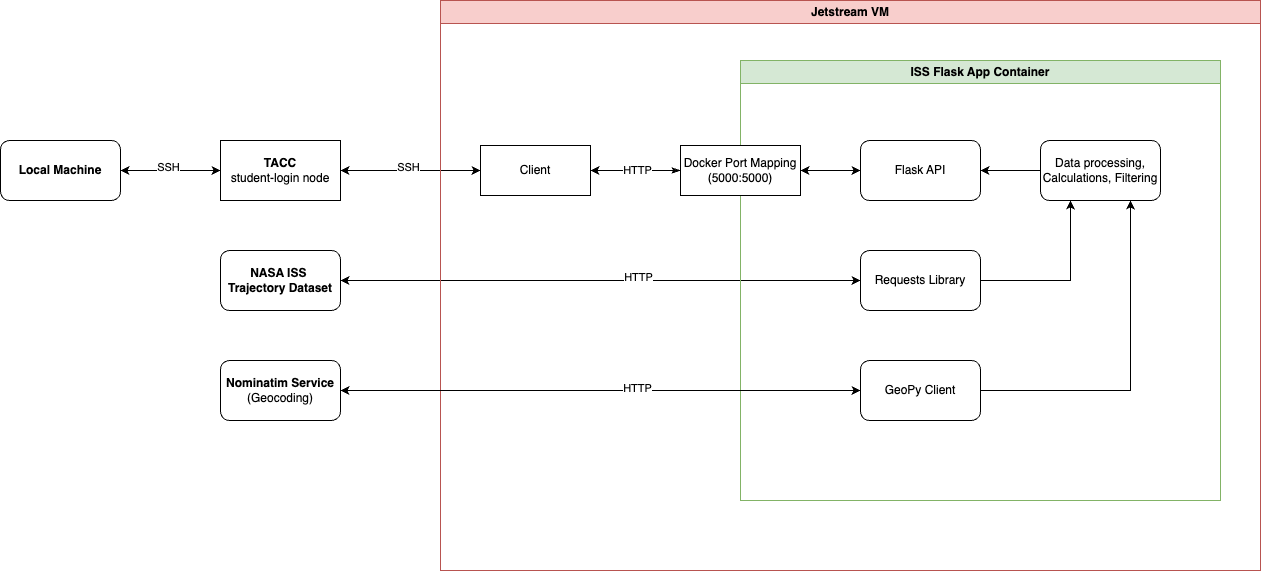 Jetstream VM
ISS Flask App Container
Local Machine
SSH
TACC
student-login node
SSH
Client
HTTP
Docker Port Mapping
(5000:5000)
Flask API
Data processing,
Calculations, Filtering
NASA ISS
Trajectory Dataset
HTTP
Requests Library
Nominatim Service
(Geocoding)
HTTP
GeoPy Client